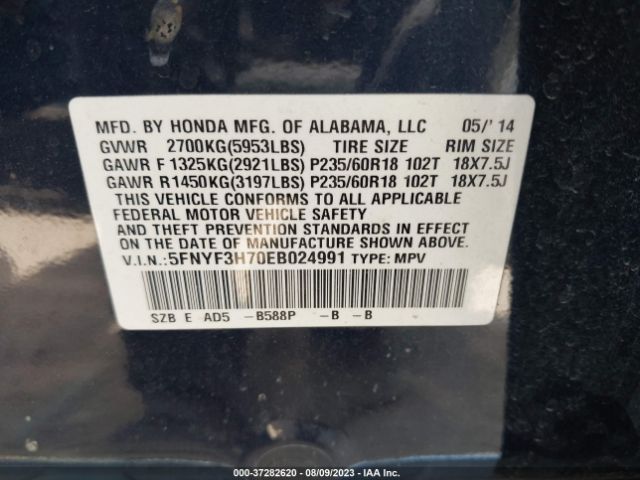 MFD. BY HONDA MFG. OF ALABAMA, LLC 05/'14
GVWR 2700KG(5953LBS) TIRE SIZE RIM SIZE
GAWR F 1325KG(2921LBS) P235/60R18 102T 18X7.5J
GAWR R1450KG(3197LBS) P235/60R18 102T 18X7.5J
THIS VEHICLE CONFORMS TO ALL APPLICABLE
FEDERAL MOTOR VEHICLE SAFETY
AND THEFT PREVENTION STANDARDS IN EFFECT
ON THE DATE OF MANUFACTURE SHOWN ABOVE.
V.I.N.:5FNYF3H70EB024991 TYPE: MPV
SZB E AD5 -B588P -B -B
000-37282620 - 08/09/2023 - IAA Inc.